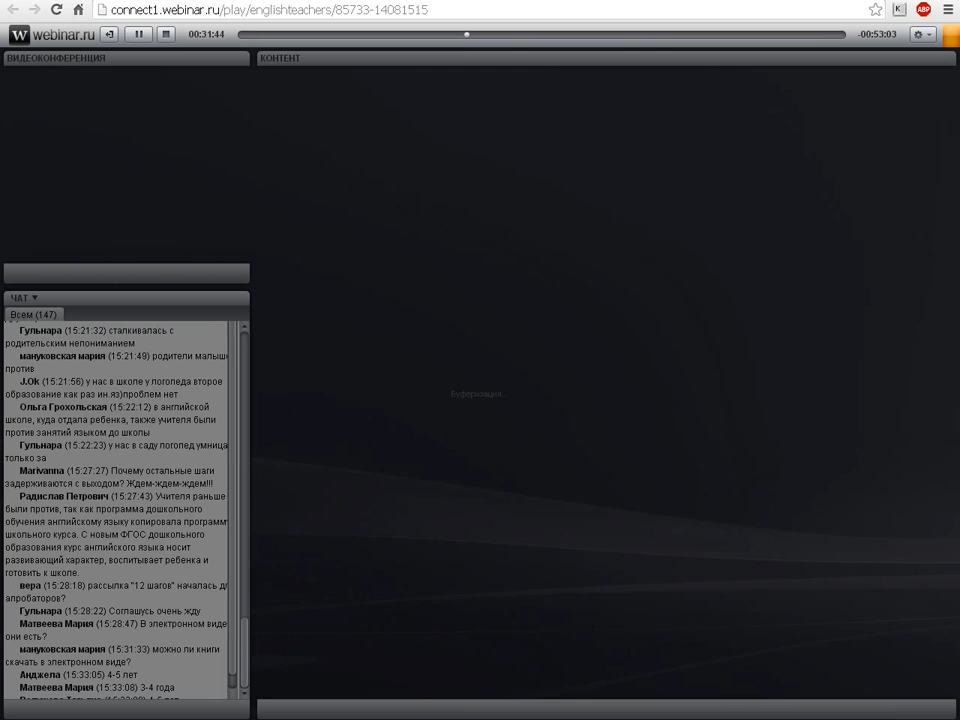 connect1.webinar.ru/play/englishteachers/85733-14081515
K
ABP
W webinar.ru
00:31:44
-00:53:03
ВИДЕОКОНФЕРЕНЦИЯ
КОНТЕНТ
Буферизация...
ЧАТ ▼
Всем (147)
Гульнара (15:21:32) сталкивалась с
родительским непониманием
мануковская мария (15:21:49) родители малыш
против
J.Ok (15:21:56) у нас в школе у логопеда второе
образование как раз ин.яз)проблем нет
Ольга Грохольская (15:22:12) в английской
школе, куда отдала ребенка, также учителя были
против занятий языком до школы
Гульнара (15:22:23) у нас в саду логопед умница
только за
Marivanna (15:27:27) Почему остальные шаги
задерживаются с выходом? Ждем-ждем-ждем!!!
Радислав Петрович (15:27:43) Учителя раньше
были против, так как программа дошкольного
обучения английскому языку копировала программ
школьного курса. С новым ФГОС дошкольного
образования курс английского языка носит
развивающий характер, воспитывает ребенка и
готовить к школе.
вера (15:28:18) рассылка "12 шагов" началась д
апробаторов?
Гульнара (15:28:22) Соглашусь очень жду
Матвеева Мария (15:28:47) В электронном виде
они есть?
мануковская мария (15:31:33) можно ли книги
скачать в электронном виде?
Анджела (15:33:05) 4-5 лет
Матвеева Мария (15:33:08) 3-4 года